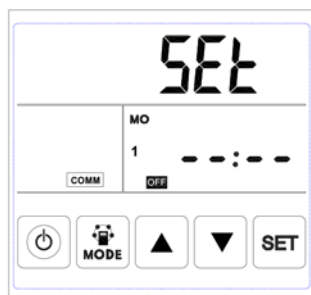 SEt
MO
1
--:--
COMM
OFF
MODE
SET